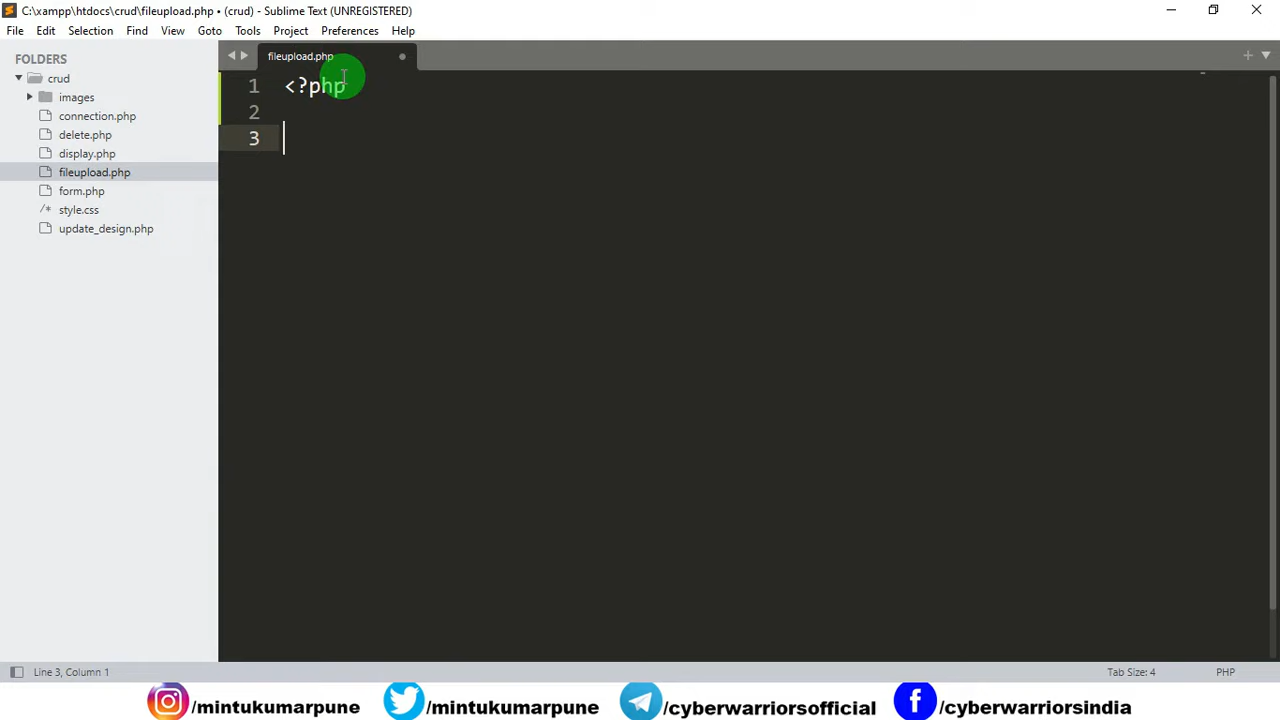 C:\xampp\htdocs\crud\fileupload.php • (crud) - Sublime Text (UNREGISTERED)
File Edit Selection Find View Goto Tools Project Preferences Help
FOLDERS
crud
images
connection.php
delete.php
display.php
fileupload.php
form.php
/* style.css
update_design.php
fileupload.php
1 <?php
2
3
Line 3, Column 1
Tab Size: 4
PHP
/mintukumarpune
/mintukumarpune
/cyberwarriorsofficial
/cyberwarriorsindia